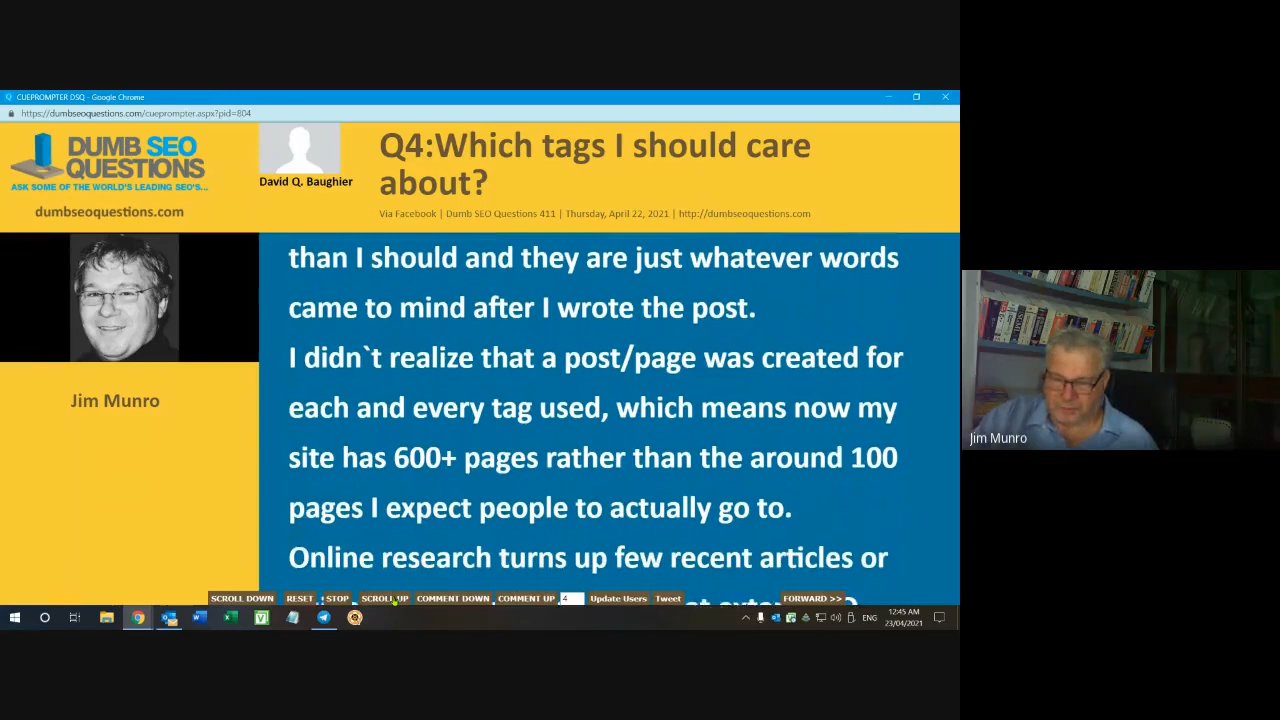 CUEPROMPTER DSQ - Google Chrome
https://dumbseoquestions.com/cueprompter.aspx?pid=804
DUMB SEO
QUESTIONS
ASK SOME OF THE WORLD'S LEADING SEO'S...
dumbseoquestions.com
David Q. Baughier
Q4:Which tags I should care
about?
Via Facebook | Dumb SEO Questions 411 | Thursday, April 22, 2021 | http://dumbseoquestions.com
Jim Munro
than I should and they are just whatever words
came to mind after I wrote the post.
I didn`t realize that a post/page was created for
each and every tag used, which means now my
site has 600+ pages rather than the around 100
pages I expect people to actually go to.
Online research turns up few recent articles or
SCROLL DOWN RESET STOP SCROLL UP COMMENT DOWN COMMENT UP 4 Update Users Tweet FORWARD >>
ENG
12:45 AM
23/04/2021
Jim Munro